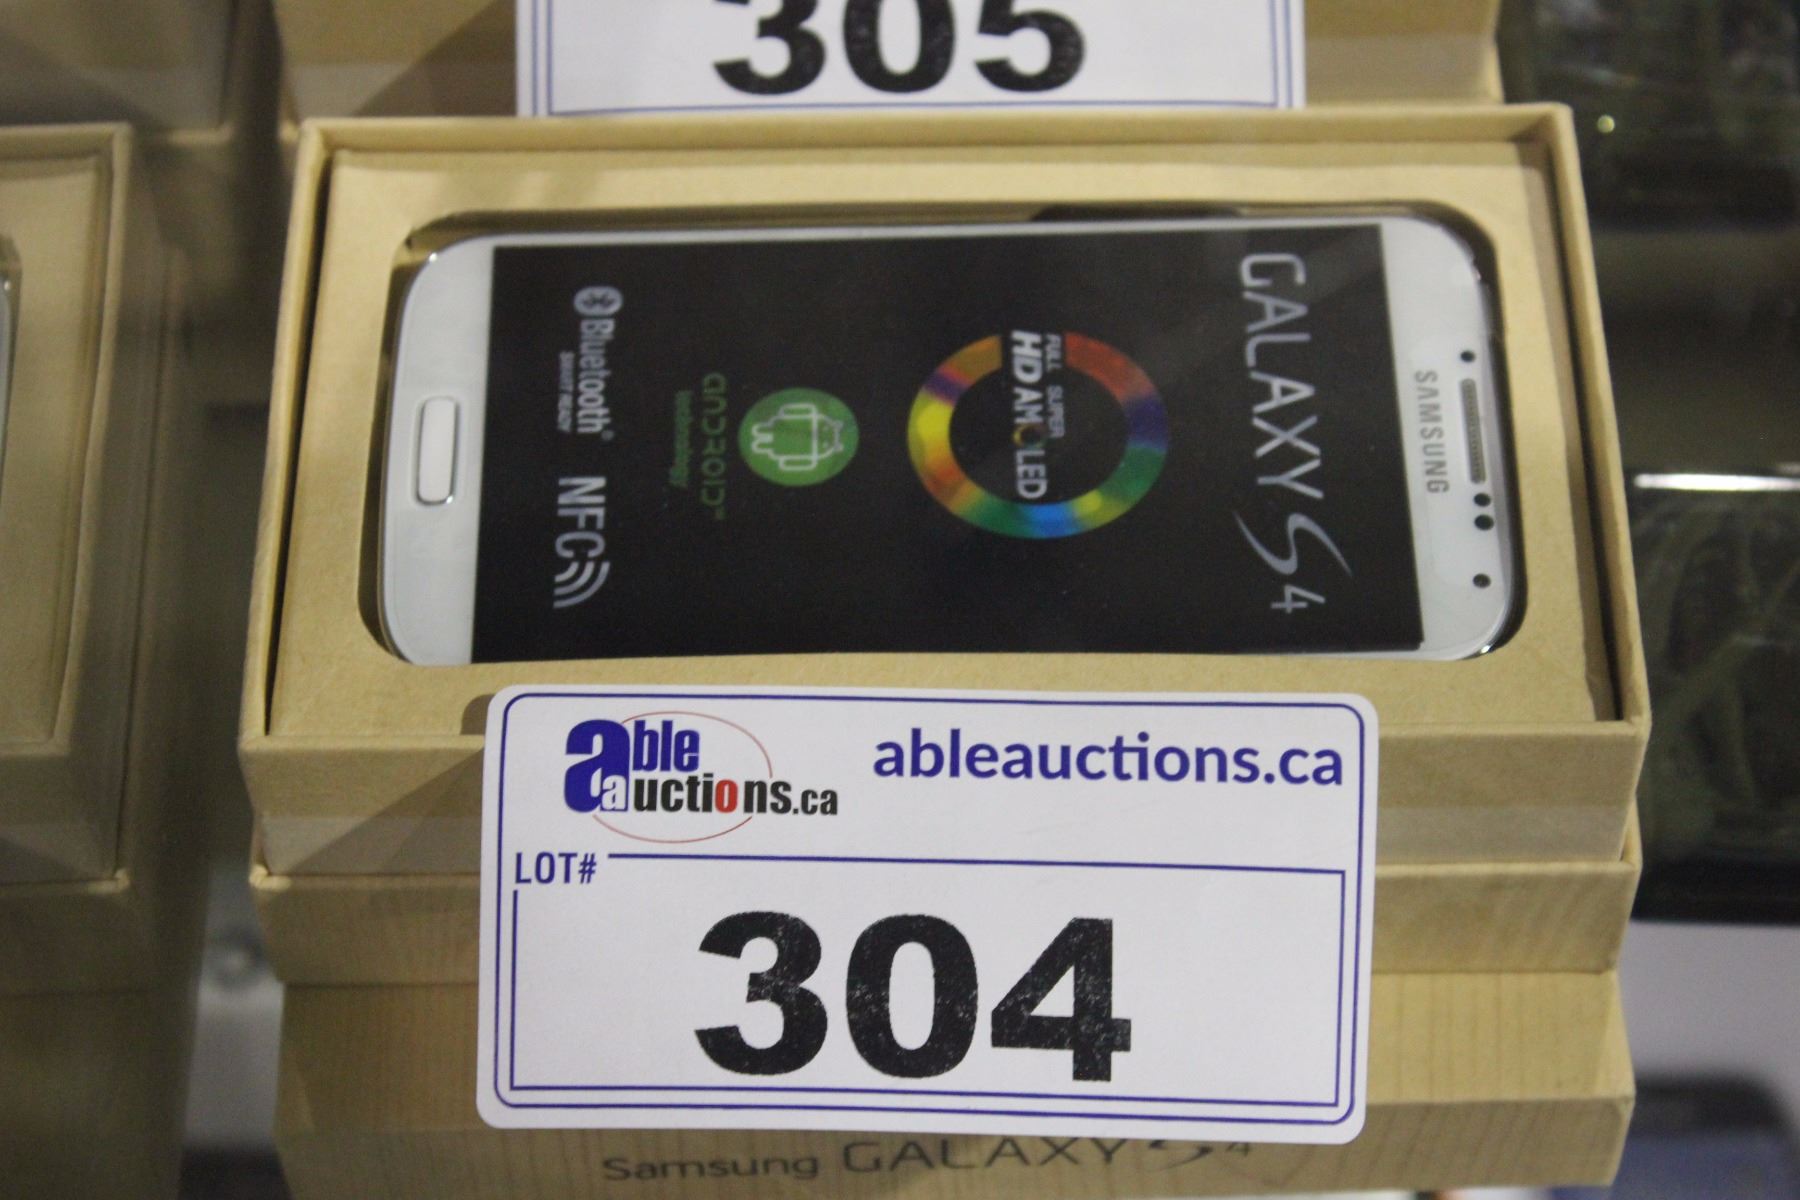 305
GALAXY S4
SAMSUNG
FULL SUPER
HD AMOLED
ANDROID™
technology
Bluetooth®
SMART READY
NFC
able auctions.ca
ableauctions.ca
LOT#
304
Samsung GALAXY S4